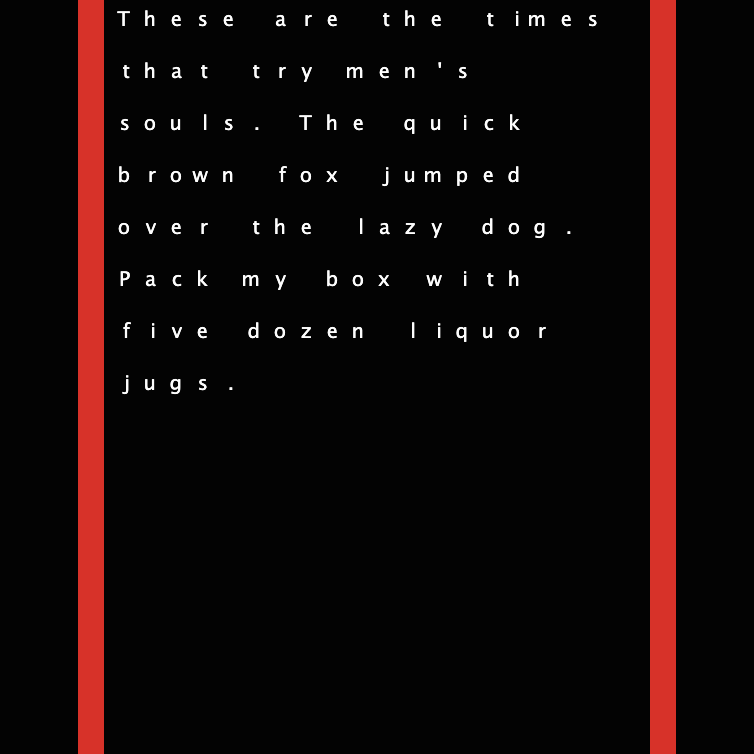 These are the times
that try men's
souls. The quick
brown fox jumped
over the lazy dog.
Pack my box with
five dozen liquor
jugs.